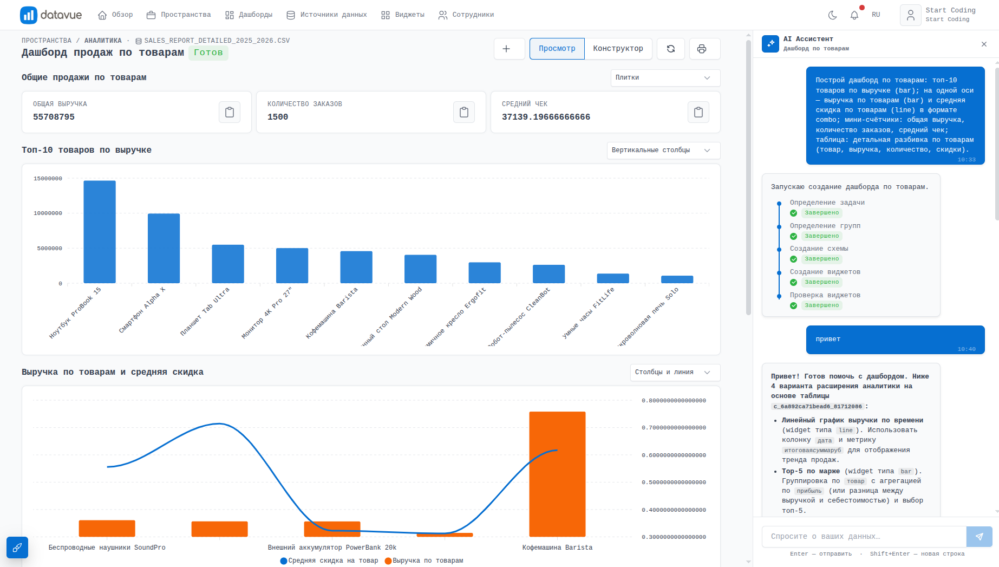 datavue
Обзор
Пространства
Дашборды
Источники данных
Виджеты
Сотрудники
RU
Start Coding
Start Coding
ПРОСТРАНСТВА / АНАЛИТИКА · SALES_REPORT_DETAILED_2025_2026.CSV
Дашборд продаж по товарам Готов
Просмотр
Конструктор
Общие продажи по товарам
Плитки
ОБЩАЯ ВЫРУЧКА
55708795
КОЛИЧЕСТВО ЗАКАЗОВ
1500
СРЕДНИЙ ЧЕК
37139.19666666666
Топ-10 товаров по выручке
Вертикальные столбцы
15000000
10000000
5000000
0
Ноутбук ProBook 15
Смартфон Alpha X
Планшет Tab Ultra
Монитор 4K Pro 27"
Кофемашина Barista
нный стол Modern Wood
мичное кресло Ergofit
Робот-пылесос CleanBot
Умные часы FitLife
кроволновая печь Solo
Выручка по товарам и средняя скидка
Столбцы и линия
0.8000000000000000
0.7000000000000000
0.6000000000000000
0.5000000000000000
0.4000000000000000
0.3000000000000000
Беспроводные наушники SoundPro
Внешний аккумулятор PowerBank 20k
Кофемашина Barista
Средняя скидка на товар
Выручка по товарам
AI Ассистент
Дашборд по товарам
Построй дашборд по товарам: топ-10
товаров по выручке (bar); на одной оси
— выручка по товарам (bar) и средняя
скидка по товарам (line) в формате
combo; мини-счётчики: общая выручка,
количество заказов, средний чек;
таблица: детальная разбивка по товарам
(товар, выручка, количество, скидки).
10:33
Запускаю создание дашборда по товарам.
Определение задачи
Завершено
Определение групп
Завершено
Создание схемы
Завершено
Создание виджетов
Завершено
Проверка виджетов
Завершено
привет
10:40
Привет! Готов помочь с дашбордом. Ниже
4 варианта расширения аналитики на
основе таблицы
c_6a892ca71bead6_81712086 :
• Линейный график выручки по времени
(widget типа line ). Использовать
колонку дата и метрику
итоговаясуммаруб для отображения
тренда продаж.
• Top-5 по марже (widget типа bar ).
Группировка по товар с агрегацией
по прибыль (или разница между
выручкой и себестоимостью) и выбор
топ-5.
Спросите о ваших данных…
Enter — отправить · Shift+Enter — новая строка